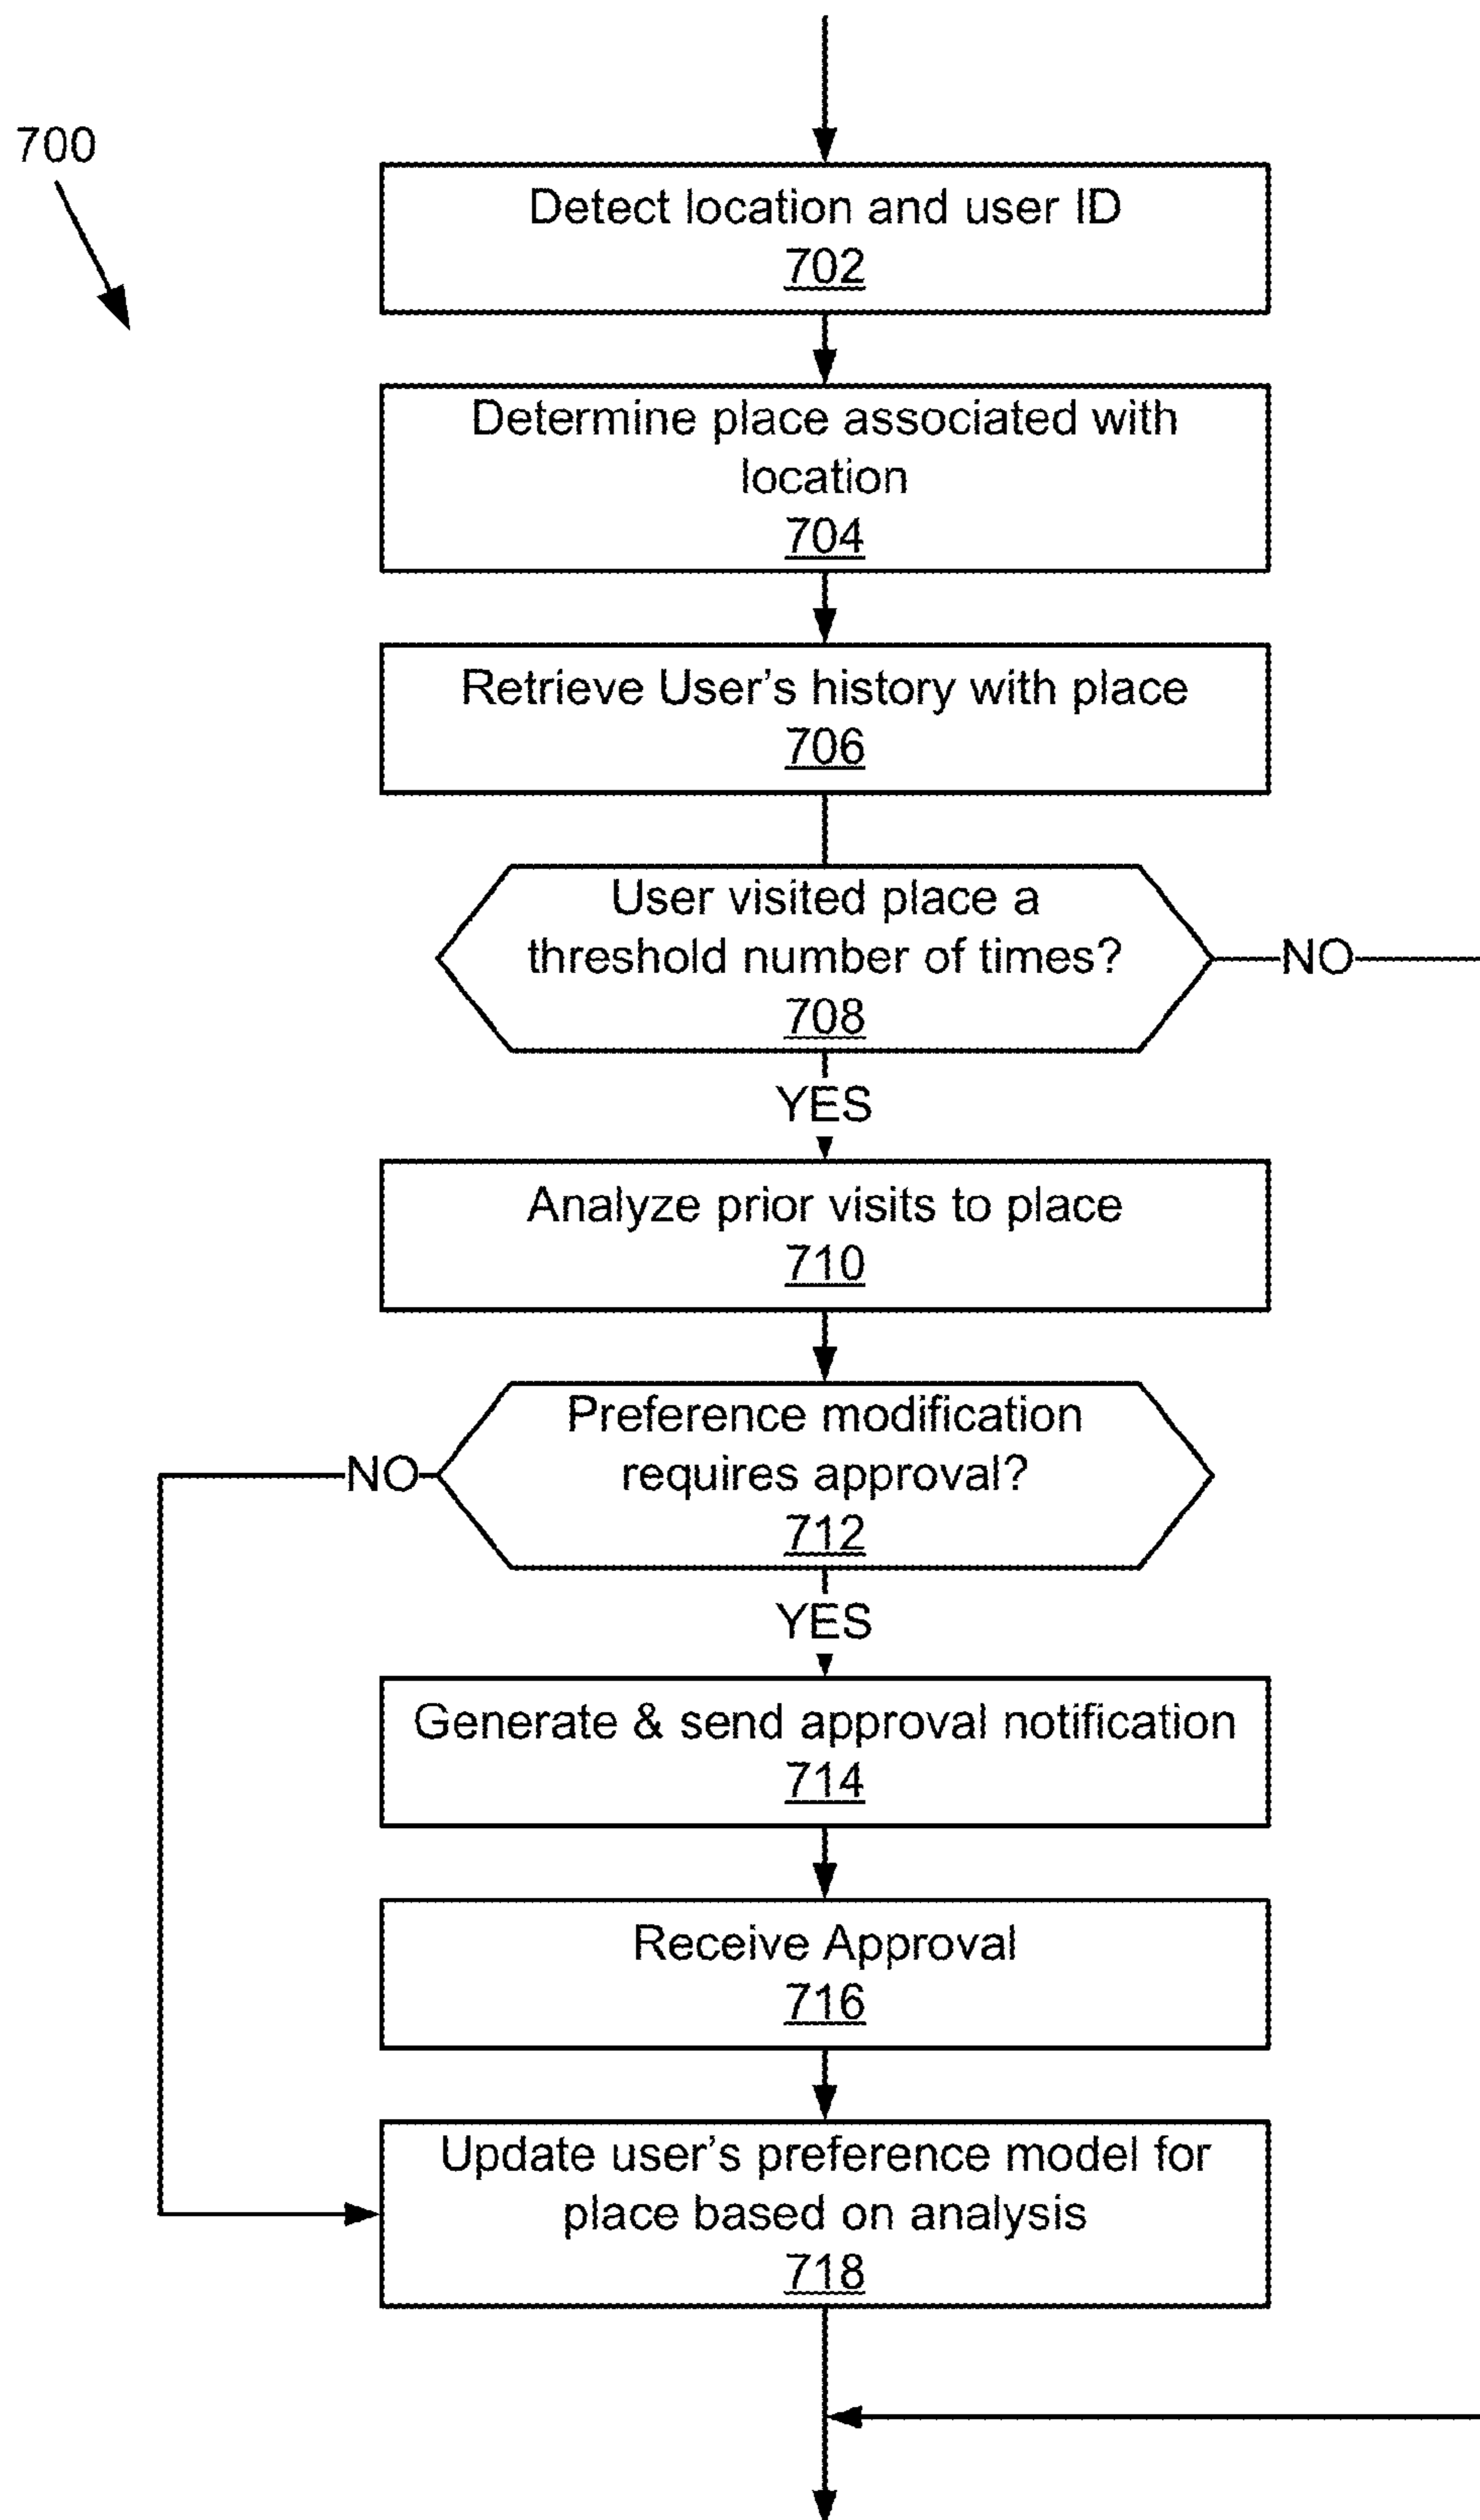 700
Detect location and user ID
702
Determine place associated with
location
704
Retrieve User's history with place
706
User visited place a
threshold number of times?
708
NO
YES
Analyze prior visits to place
710
Preference modification
requires approval?
712
NO
YES
Generate & send approval notification
714
Receive Approval
716
Update user's preference model for
place based on analysis
718